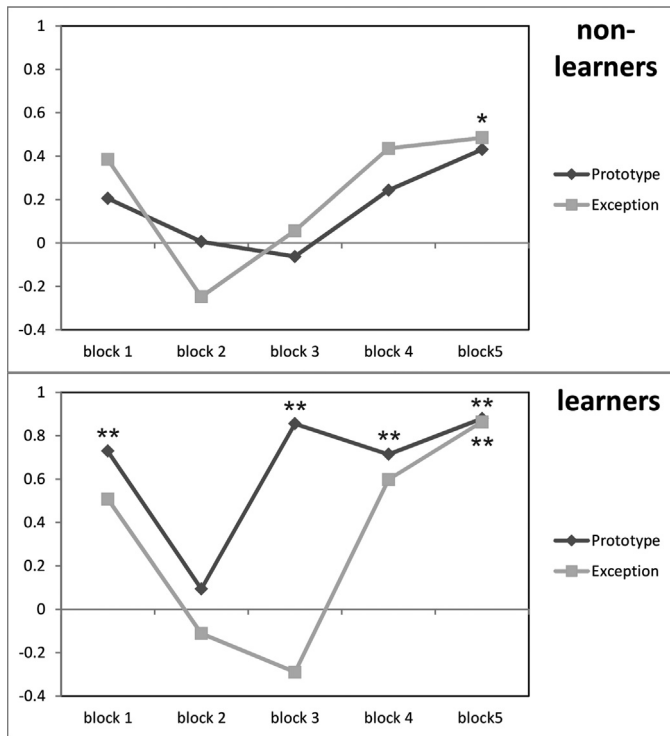 non-
learners
1
0.8
0.6
0.4
0.2
0
-0.2
-0.4
*
Prototype
Exception
block 1 block 2 block 3 block 4 block5
learners
1
0.8
0.6
0.4
0.2
0
-0.2
-0.4
** ** ** **
**
Prototype
Exception
block 1 block 2 block 3 block 4 block5